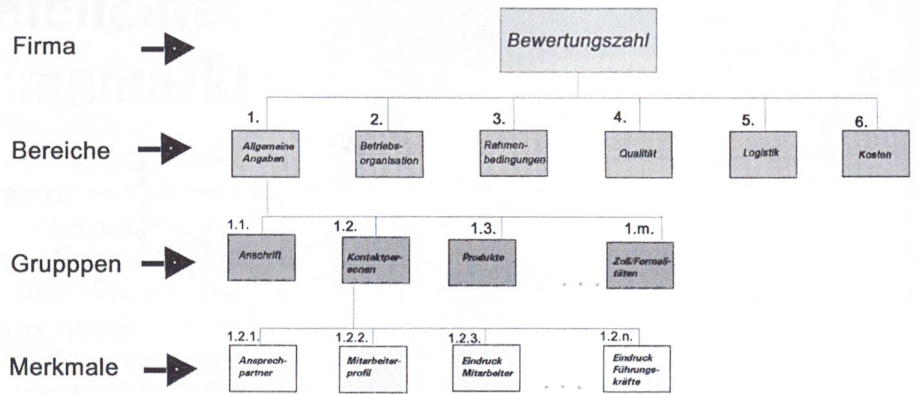 Firma
Bewertungszahl
1. 2. 3. 4. 5. 6.
Bereiche
Allgemeine
Angaben
Betriebs-
organisation
Rahmen-
bedingungen
Qualität
Logistik
Kosten
1.1. 1.2. 1.3. 1.m.
Grupppen
Anschrift
Kontaktper-
sonen
Produkte
. . .
Zoll/Formali-
täten
1.2.1. 1.2.2. 1.2.3. 1.2.n.
Merkmale
Ansprech-
partner
Mitarbeiter-
profil
Eindruck
Mitarbeiter
. . .
Eindruck
Führungs-
kräfte